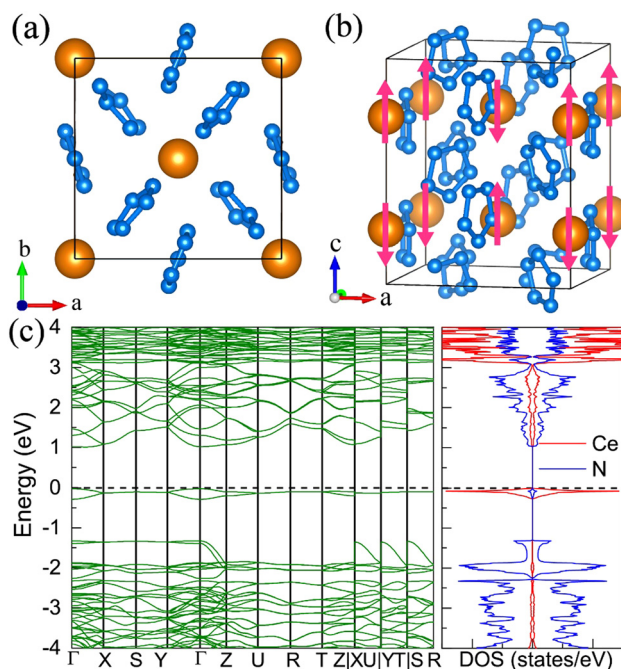 (a)
(b)
b
a
c
a
(c)
4
3
2
1
0
-1
-2
-3
-4
Energy (eV)
Γ X S Y Γ Z U R T Z|XU|YT|S R
Ce
N
DOS (states/eV)